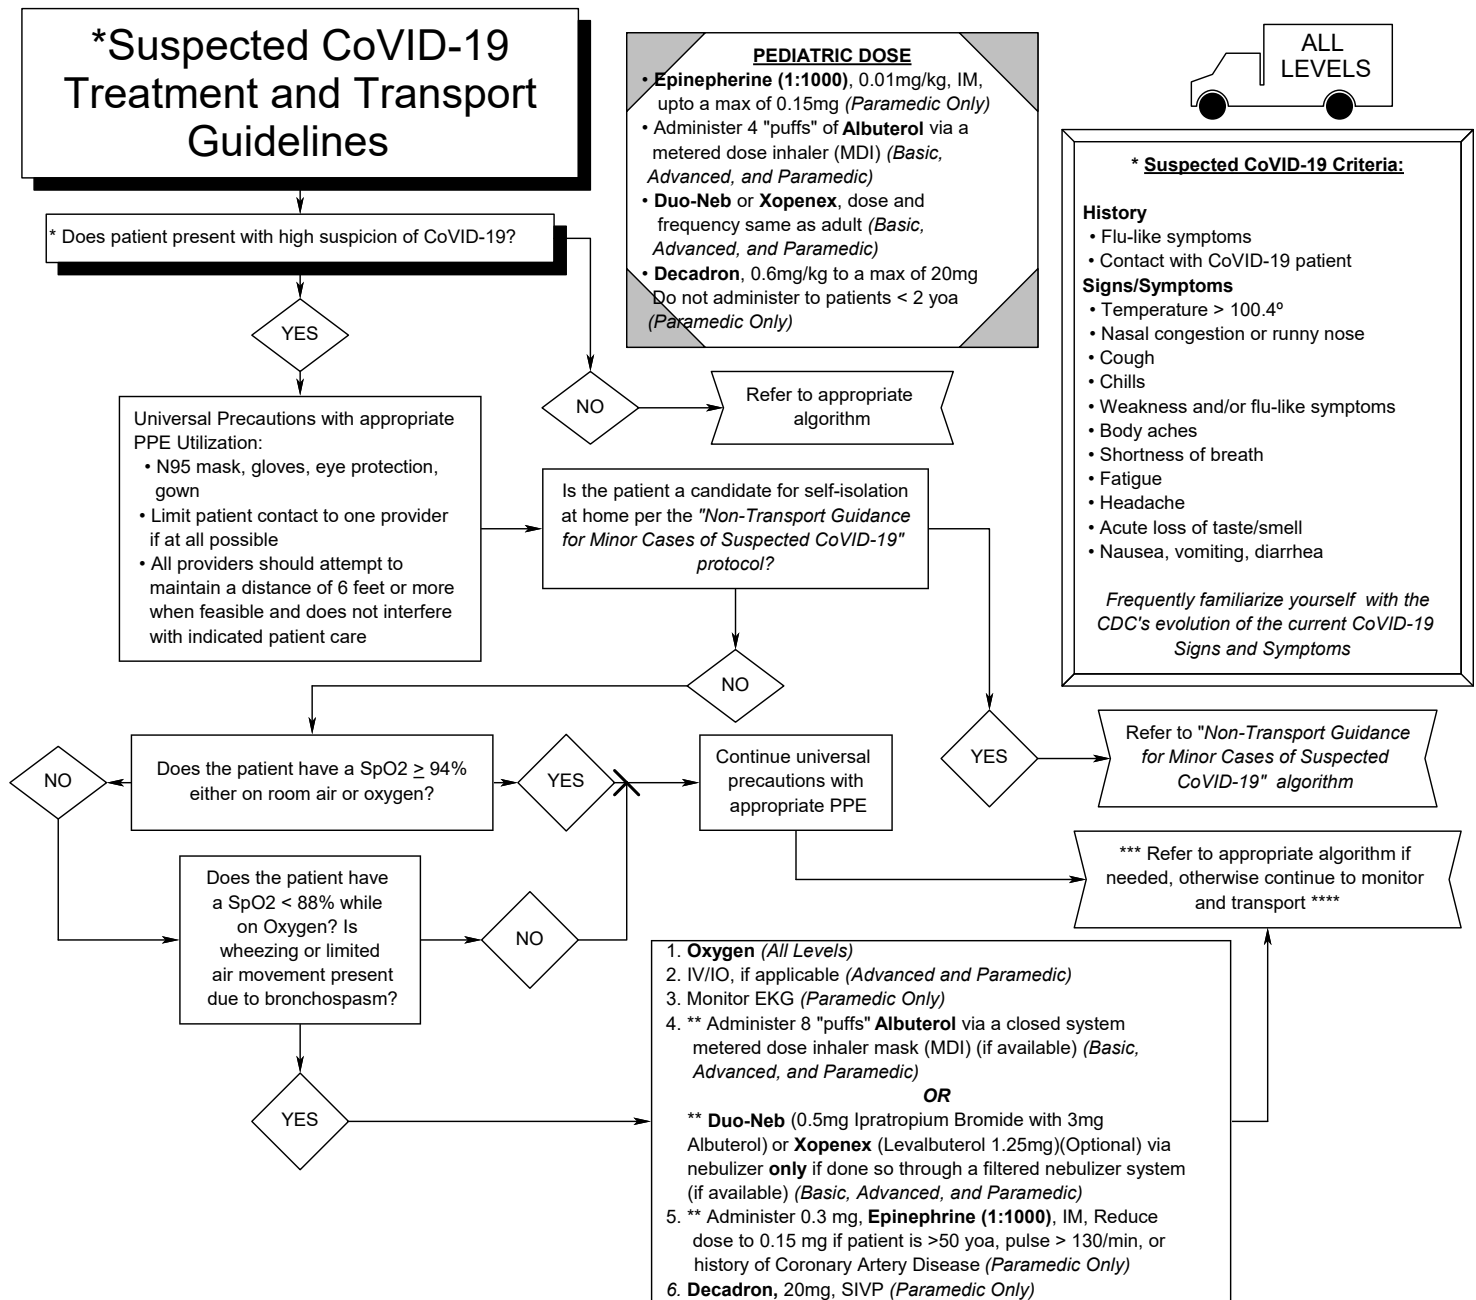 *Suspected CoVID-19
Treatment and Transport
Guidelines
PEDIATRIC DOSE
• Epinepherine (1:1000), 0.01mg/kg, IM,
upto a max of 0.15mg (Paramedic Only)
• Administer 4 "puffs" of Albuterol via a
metered dose inhaler (MDI) (Basic,
Advanced, and Paramedic)
• Duo-Neb or Xopenex, dose and
frequency same as adult (Basic,
Advanced, and Paramedic)
• Decadron, 0.6mg/kg to a max of 20mg
Do not administer to patients < 2 yoa
(Paramedic Only)
ALL
LEVELS
* Suspected CoVID-19 Criteria:
History
• Flu-like symptoms
• Contact with CoVID-19 patient
Signs/Symptoms
• Temperature > 100.4º
• Nasal congestion or runny nose
• Cough
• Chills
• Weakness and/or flu-like symptoms
• Body aches
• Shortness of breath
• Fatigue
• Headache
• Acute loss of taste/smell
• Nausea, vomiting, diarrhea
Frequently familiarize yourself with the
CDC's evolution of the current CoVID-19
Signs and Symptoms
* Does patient present with high suspicion of CoVID-19?
YES
NO
Refer to appropriate
algorithm
Universal Precautions with appropriate
PPE Utilization:
• N95 mask, gloves, eye protection,
gown
• Limit patient contact to one provider
if at all possible
• All providers should attempt to
maintain a distance of 6 feet or more
when feasible and does not interfere
with indicated patient care
Is the patient a candidate for self-isolation
at home per the "Non-Transport Guidance
for Minor Cases of Suspected CoVID-19"
protocol?
NO
YES
Refer to "Non-Transport Guidance
for Minor Cases of Suspected
CoVID-19" algorithm
Does the patient have a SpO2 ≥ 94%
either on room air or oxygen?
NO
YES
Continue universal
precautions with
appropriate PPE
*** Refer to appropriate algorithm if
needed, otherwise continue to monitor
and transport ****
Does the patient have
a SpO2 < 88% while
on Oxygen? Is
wheezing or limited
air movement present
due to bronchospasm?
NO
YES
1. Oxygen (All Levels)
2. IV/IO, if applicable (Advanced and Paramedic)
3. Monitor EKG (Paramedic Only)
4. ** Administer 8 "puffs" Albuterol via a closed system
metered dose inhaler mask (MDI) (if available) (Basic,
Advanced, and Paramedic)
OR
** Duo-Neb (0.5mg Ipratropium Bromide with 3mg
Albuterol) or Xopenex (Levalbuterol 1.25mg)(Optional) via
nebulizer only if done so through a filtered nebulizer system
(if available) (Basic, Advanced, and Paramedic)
5. ** Administer 0.3 mg, Epinephrine (1:1000), IM, Reduce
dose to 0.15 mg if patient is >50 yoa, pulse > 130/min, or
history of Coronary Artery Disease (Paramedic Only)
6. Decadron, 20mg, SIVP (Paramedic Only)